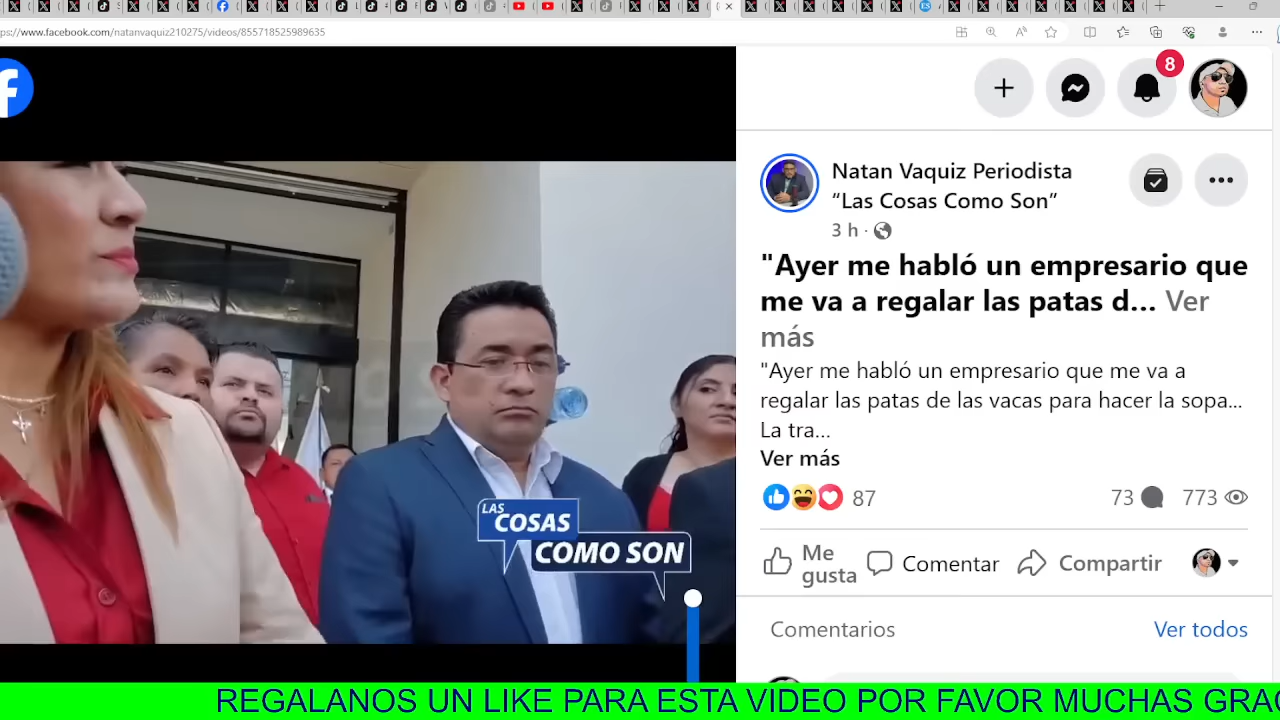 ps://www.facebook.com/natanvaquiz210275/videos/855718525989635
8
Natan Vaquiz Periodista
“Las Cosas Como Son”
3 h ·
"Ayer me habló un empresario que
me va a regalar las patas d... Ver
más
"Ayer me habló un empresario que me va a
regalar las patas de las vacas para hacer la sopa...
La tra...
Ver más
87
73
773
Me
gusta
Comentar
Compartir
Comentarios
Ver todos
LAS
COSAS
COMO SON
REGALANOS UN LIKE PARA ESTA VIDEO POR FAVOR MUCHAS GRAC